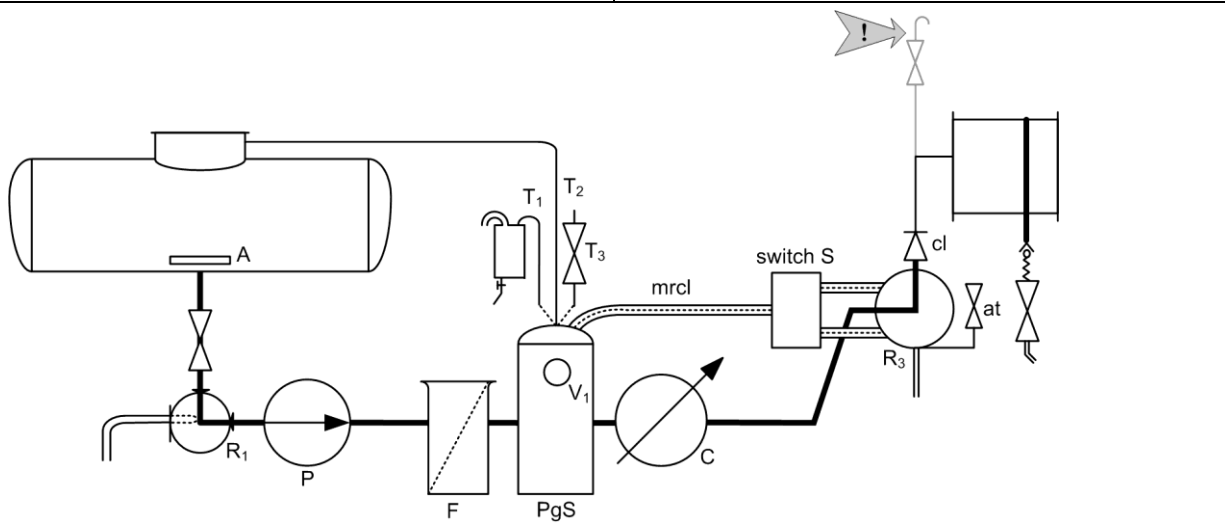 !
T₁
T₂
T₃
A
cl
switch S
mrcl
at
R₃
V₁
R₁
P
F
PgS
C